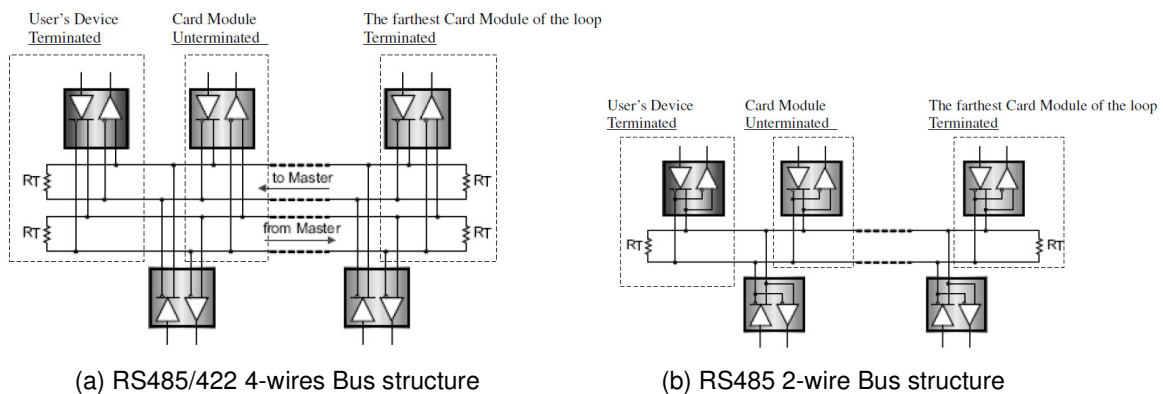 User's Device
Terminated
Card Module
Unterminated
The farthest Card Module of the loop
Terminated
RT
RT
to Master
RT
RT
from Master
(a) RS485/422 4-wires Bus structure
User's Device
Terminated
Card Module
Unterminated
The farthest Card Module of the loop
Terminated
RT
RT
(b) RS485 2-wire Bus structure